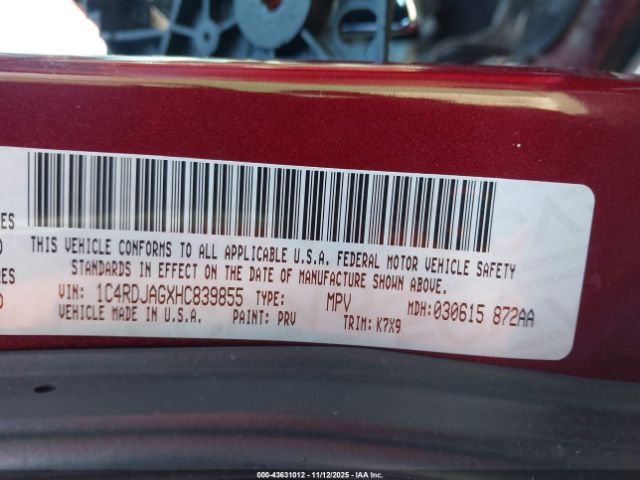 ES
THIS VEHICLE CONFORMS TO ALL APPLICABLE U.S.A. FEDERAL MOTOR VEHICLE SAFETY
STANDARDS IN EFFECT ON THE DATE OF MANUFACTURE SHOWN ABOVE.
VIN: 1C4RDJAGXHC839855 TYPE: MPV MDH: 030615 872AA
VEHICLE MADE IN U.S.A. PAINT: PRV TRIM: K7X9
000-43631012 - 11/12/2025 - IAA Inc.